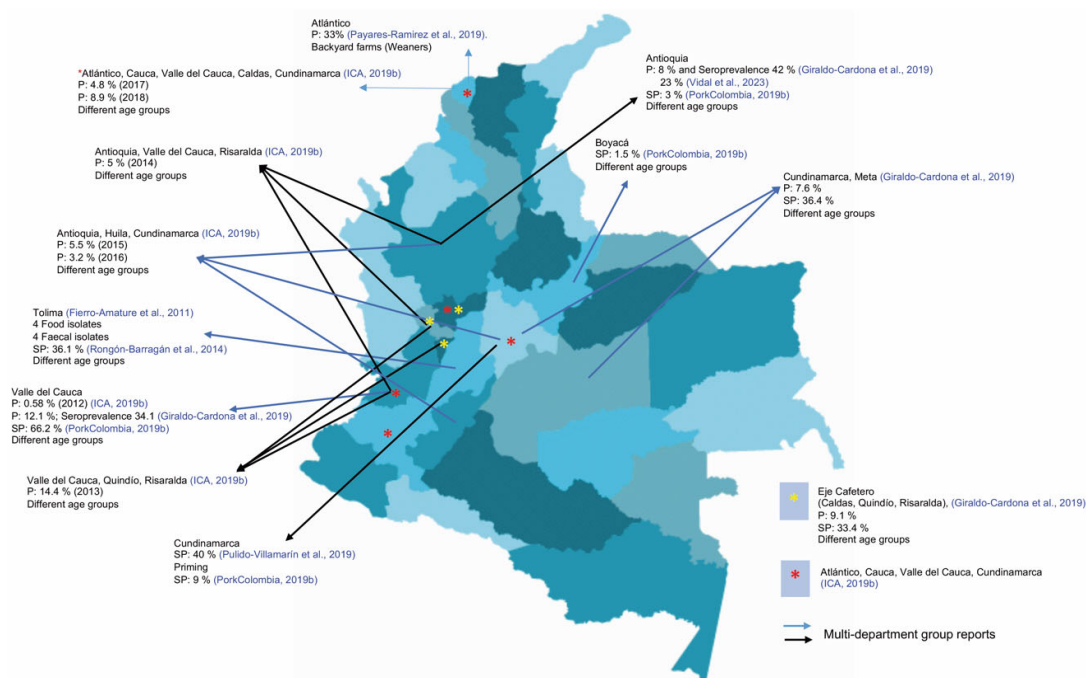 Atlántico
P: 33% (Payares-Ramirez et al., 2019).
Backyard farms (Weaners)
*Atlántico, Cauca, Valle del Cauca, Caldas, Cundinamarca (ICA, 2019b)
P: 4.8 % (2017)
P: 8.9 % (2018)
Different age groups
Antioquia
P: 8 % and Seroprevalence 42 % (Giraldo-Cardona et al., 2019)
23 % (Vidal et al., 2023)
SP: 3 % (PorkColombia, 2019b)
Different age groups
Antioquia, Valle del Cauca, Risaralda (ICA, 2019b)
P: 5 % (2014)
Different age groups
Boyacá
SP: 1.5 % (PorkColombia, 2019b)
Different age groups
Cundinamarca, Meta (Giraldo-Cardona et al., 2019)
P: 7.6 %
SP: 36.4 %
Different age groups
Antioquia, Huila, Cundinamarca (ICA, 2019b)
P: 5.5 % (2015)
P: 3.2 % (2016)
Different age groups
Tolima (Fierro-Amature et al., 2011)
4 Food isolates
4 Faecal isolates
SP: 36.1 % (Rongón-Barragán et al., 2014)
Different age groups
Valle del Cauca
P: 0.58 % (2012) (ICA, 2019b)
P: 12.1 %; Seroprevalence 34.1 (Giraldo-Cardona et al., 2019)
SP: 66.2 % (PorkColombia, 2019b)
Different age groups
Valle del Cauca, Quindío, Risaralda (ICA, 2019b)
P: 14.4 % (2013)
Different age groups
Cundinamarca
SP: 40 % (Pulido-Villamarín et al., 2019)
Priming
SP: 9 % (PorkColombia, 2019b)
* Eje Cafetero
(Caldas, Quindío, Risaralda), (Giraldo-Cardona et al., 2019)
P: 9.1 %
SP: 33.4 %
Different age groups
* Atlántico, Cauca, Valle del Cauca, Cundinamarca
(ICA, 2019b)
Multi-department group reports